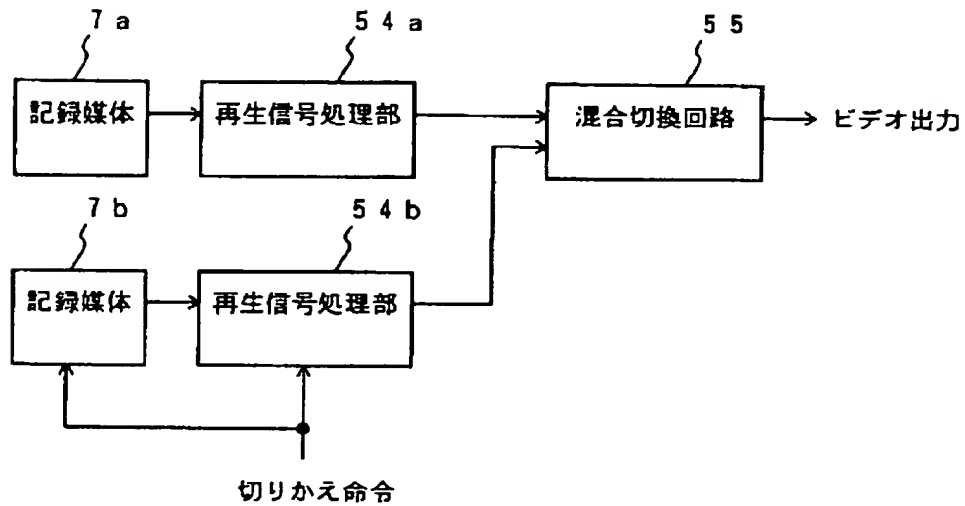 7a
54a
55
記録媒体
再生信号処理部
混合切換回路
ビデオ出力
7b
54b
記録媒体
再生信号処理部
切りかえ命令